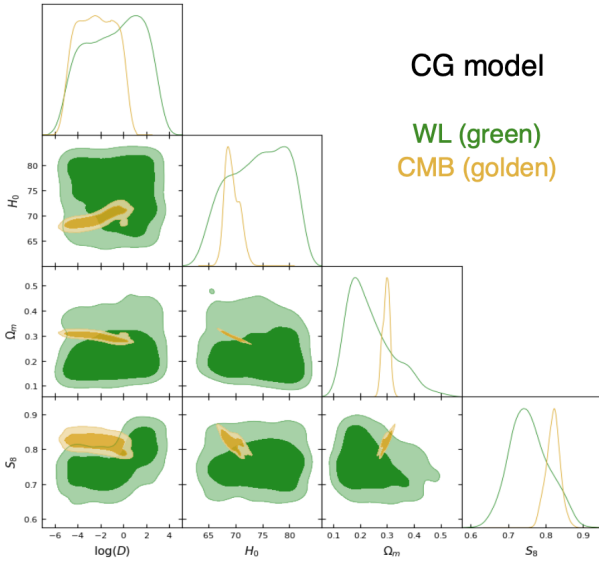 CG model
WL (green)
CMB (golden)
H₀
80
75
70
65
Ωₘ
0.5
0.4
0.3
0.2
0.1
S₈
0.9
0.8
0.7
0.6
−6 −4 −2 0 2 4
65 70 75 80
0.1 0.2 0.3 0.4 0.5
0.6 0.7 0.8 0.9
log(D)
H₀
Ωₘ
S₈